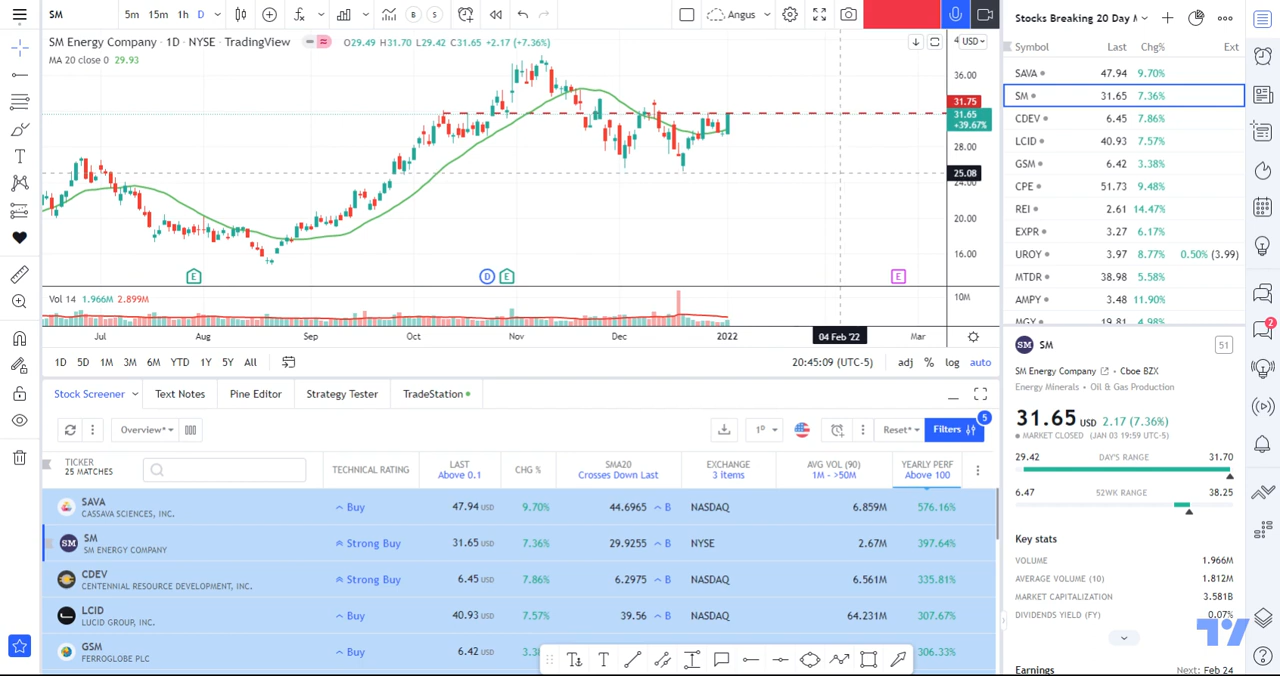 SM
5m 15m 1h D
B S
Angus
SM Energy Company · 1D · NYSE · TradingView
O29.49 H31.70 L29.42 C31.65 +2.17 (+7.36%)
MA 20 close 0 29.93
USD
36.00
31.75
31.65
+39.67%
28.00
25.08
24.00
20.00
16.00
E D E E
Vol 14 1.966M 2.899M
10M
Jul Aug Sep Oct Nov Dec 2022 04 Feb '22 Mar
1D 5D 1M 3M 6M YTD 1Y 5Y All
20:45:09 (UTC-5) adj % log auto
Stock Screener Text Notes Pine Editor Strategy Tester TradeStation
Overview* 1D Reset* Filters 5
TICKER
25 MATCHES
TECHNICAL RATING
LAST
Above 0.1
CHG %
SMA20
Crosses Down Last
EXCHANGE
3 items
AVG VOL (90)
1M - >50M
YEARLY PERF
Above 100
SAVA
CASSAVA SCIENCES, INC.
Buy 47.94 USD 9.70% 44.6965 B NASDAQ 6.859M 576.16%
SM SM
SM ENERGY COMPANY
Strong Buy 31.65 USD 7.36% 29.9255 B NYSE 2.67M 397.64%
CDEV
CENTENNIAL RESOURCE DEVELOPMENT, INC.
Strong Buy 6.45 USD 7.86% 6.2975 B NASDAQ 6.561M 335.81%
LCID
LUCID GROUP, INC.
Buy 40.93 USD 7.57% 39.56 B NASDAQ 64.231M 307.67%
GSM
FERROGLOBE PLC
Buy 6.42 USD 306.33%
Stocks Breaking 20 Day
Symbol Last Chg% Ext
SAVA 47.94 9.70%
SM 31.65 7.36%
CDEV 6.45 7.86%
LCID 40.93 7.57%
GSM 6.42 3.38%
CPE 51.73 9.48%
REI 2.61 14.47%
EXPR 3.27 6.17%
UROY 3.97 8.77% 0.50% (3.99)
MTDR 38.98 5.58%
AMPY 3.48 11.90%
MGY 19.81 4.98%
2
SM SM 51
SM Energy Company · Cboe BZX
Energy Minerals · Oil & Gas Production
31.65 USD 2.17 (7.36%)
MARKET CLOSED (JAN 03 19:59 UTC-5)
29.42 DAY'S RANGE 31.70
6.47 52WK RANGE 38.25
Key stats
VOLUME 1.966M
AVERAGE VOLUME (10) 1.812M
MARKET CAPITALIZATION 3.581B
DIVIDENDS YIELD (FY) 0.07%
Earnings Next: Feb 24